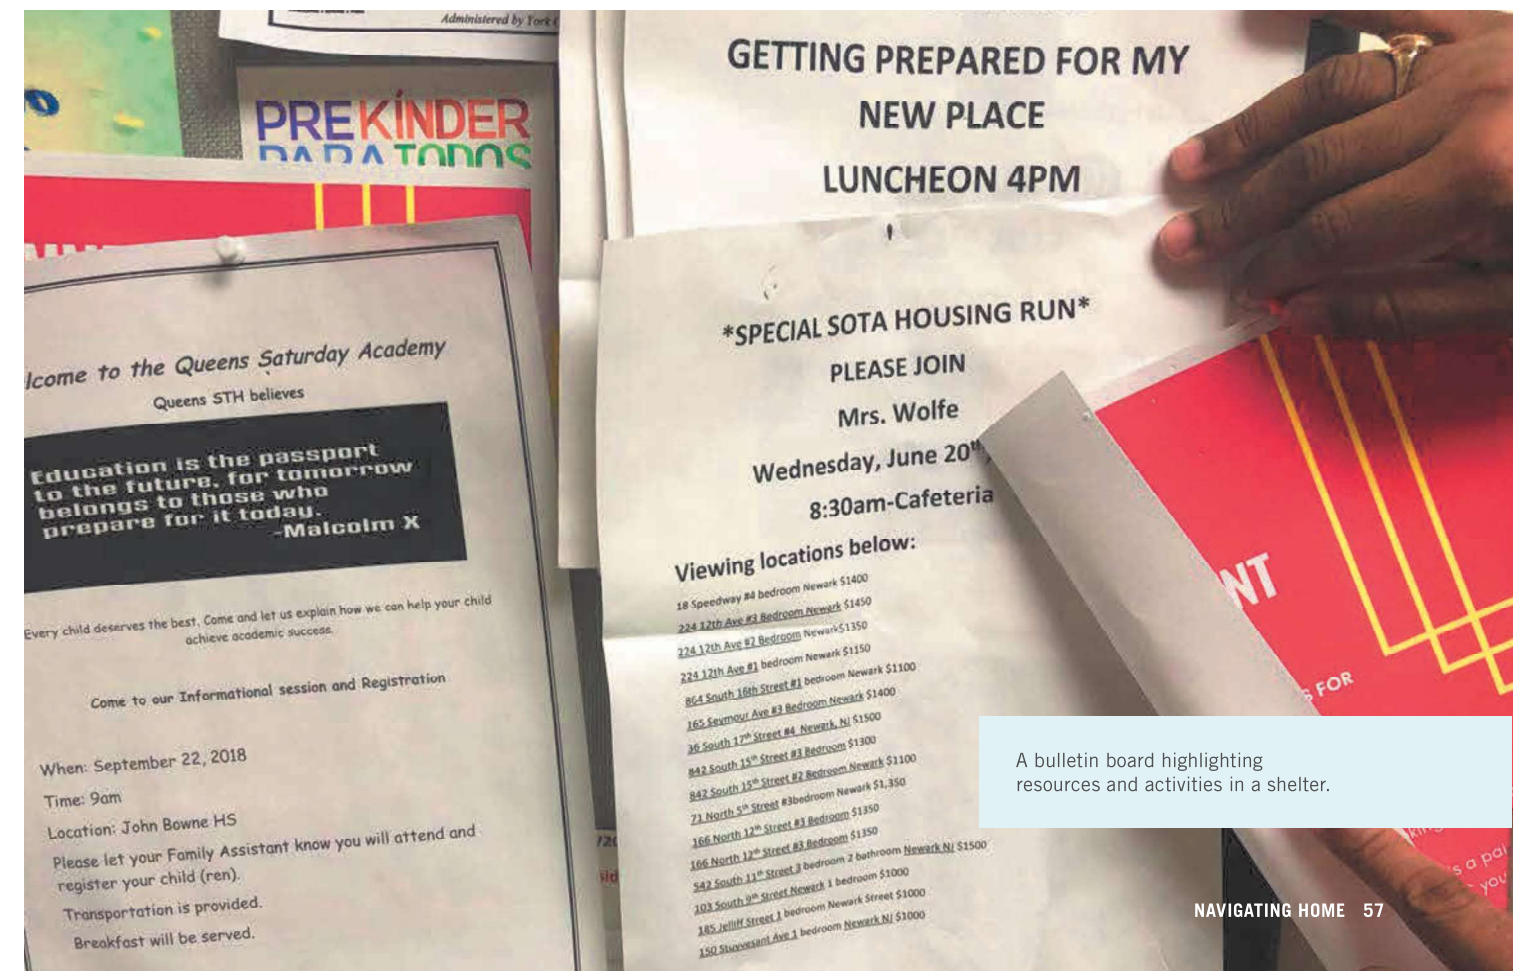 Administered by York
PREKÍNDER
PARA TODOS
GETTING PREPARED FOR MY
NEW PLACE
LUNCHEON 4PM
lcome to the Queens Saturday Academy
Queens STH believes
Education is the passport
to the future, for tomorrow
belongs to those who
prepare for it today.
-Malcolm X
Every child deserves the best. Come and let us explain how we can help your child
achieve academic success.
Come to our Informational session and Registration
When: September 22, 2018
Time: 9am
Location: John Bowne HS
Please let your Family Assistant know you will attend and
register your child (ren).
Transportation is provided.
Breakfast will be served.
*SPECIAL SOTA HOUSING RUN*
PLEASE JOIN
Mrs. Wolfe
Wednesday, June 20th,
8:30am-Cafeteria
Viewing locations below:
18 Speedway #4 bedroom Newark $1400
224 12th Ave #3 Bedroom Newark $1450
224 12th Ave #2 Bedroom Newark$1350
224 12th Ave #1 bedroom Newark $1150
864 South 16th Street #1 bedroom Newark $1100
165 Seymour Ave #3 Bedroom Newark $1400
36 South 17th Street #4 Newark, NJ $1500
842 South 15th Street #3 Bedroom $1300
842 South 15th Street #2 Bedroom Newark $1100
71 North 5th Street #3bedroom Newark $1,350
166 North 12th Street #3 Bedroom $1350
166 North 12th Street #3 Bedroom $1350
542 South 11th Street 3 bedroom 2 bathroom Newark NJ $1500
103 South 9th Street Newark 1 bedroom $1000
185 Jelliff Street 1 bedroom Newark Street $1000
150 Stuyvesant Ave 1 bedroom Newark NJ $1000
NT
S FOR
A bulletin board highlighting
resources and activities in a shelter.
s a pai
you
NAVIGATING HOME 57